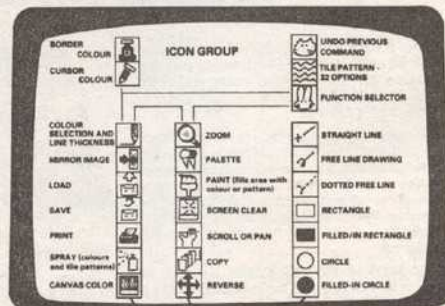 BORDER
COLOUR
CURSOR
COLOUR
ICON GROUP
UNDO PREVIOUS
COMMAND
TILE PATTERN -
32 OPTIONS
FUNCTION SELECTOR
COLOUR
SELECTION AND
LINE THICKNESS
MIRROR IMAGE
LOAD
SAVE
PRINT
SPRAY (colours
and tile patterns)
CANVAS COLOR
ZOOM
PALETTE
PAINT (fills area with
colour or pattern)
SCREEN CLEAR
SCROLL OR PAN
COPY
REVERSE
STRAIGHT LINE
FREE LINE DRAWING
DOTTED FREE LINE
RECTANGLE
FILLED/IN RECTANGLE
CIRCLE
FILLED-IN CIRCLE